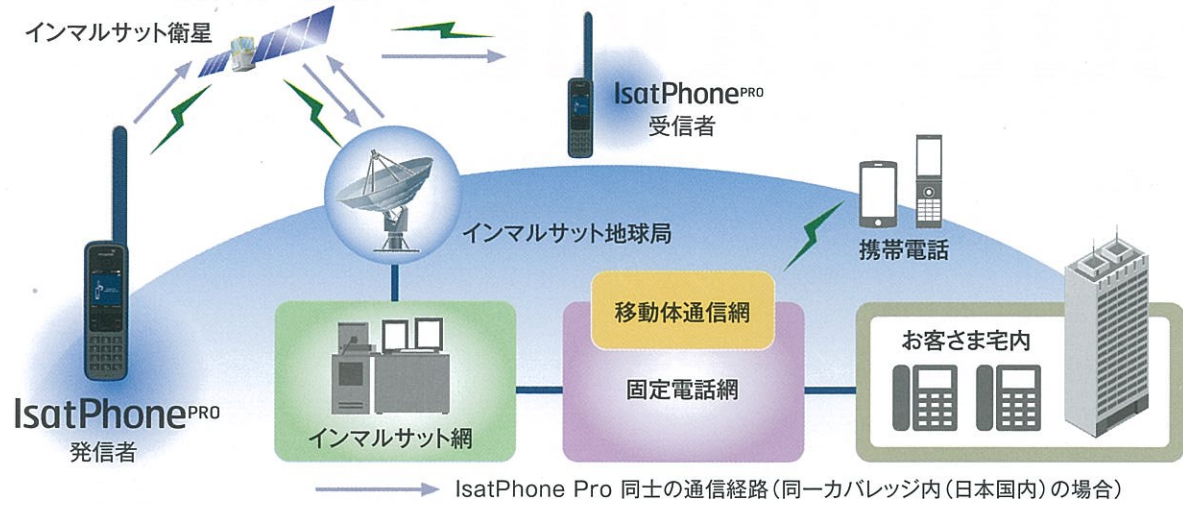 インマルサット衛星
IsatPhone PRO
受信者
インマルサット地球局
携帯電話
移動体通信網
お客さま宅内
固定電話網
IsatPhone PRO
発信者
インマルサット網
IsatPhone Pro 同士の通信経路(同一カバレッジ内(日本国内)の場合)